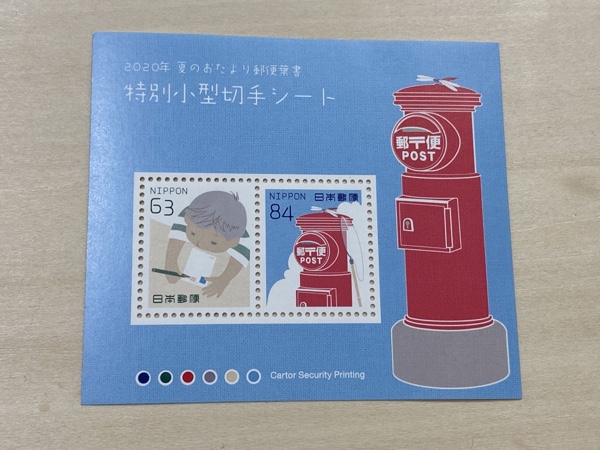 2020年 夏のおたより郵便葉書
特別小型切手シート
郵〒便
POST
NIPPON
63
日本郵便
NIPPON 日本郵便
84
郵〒便
POST
Cartor Security Printing